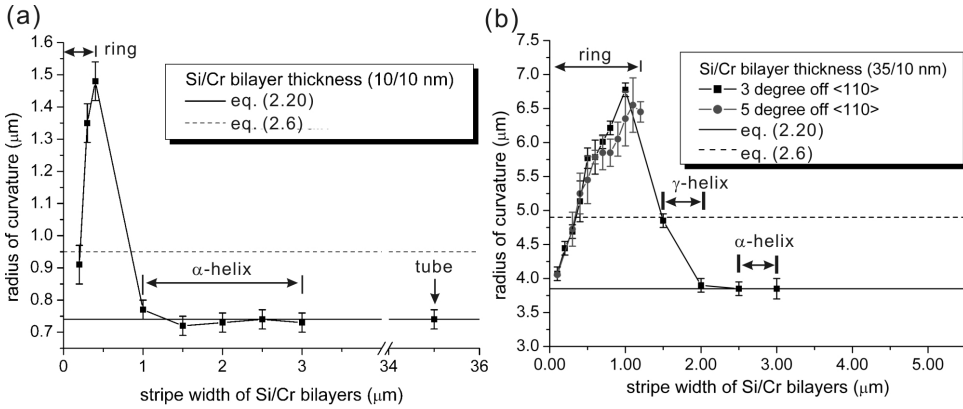 (a)
ring
Si/Cr bilayer thickness (10/10 nm)
eq. (2.20)
eq. (2.6)
α-helix
tube
radius of curvature (μm)
1.6
1.5
1.4
1.3
1.2
1.1
1.0
0.9
0.8
0.7
0 1 2 3 34 36
stripe width of Si/Cr bilayers (μm)
(b)
ring
Si/Cr bilayer thickness (35/10 nm)
3 degree off <110>
5 degree off <110>
eq. (2.20)
eq. (2.6)
γ-helix
α-helix
radius of curvature (μm)
7.5
7.0
6.5
6.0
5.5
5.0
4.5
4.0
3.5
3.0
0.00 1.00 2.00 3.00 4.00 5.00
stripe width of Si/Cr bilayers (μm)